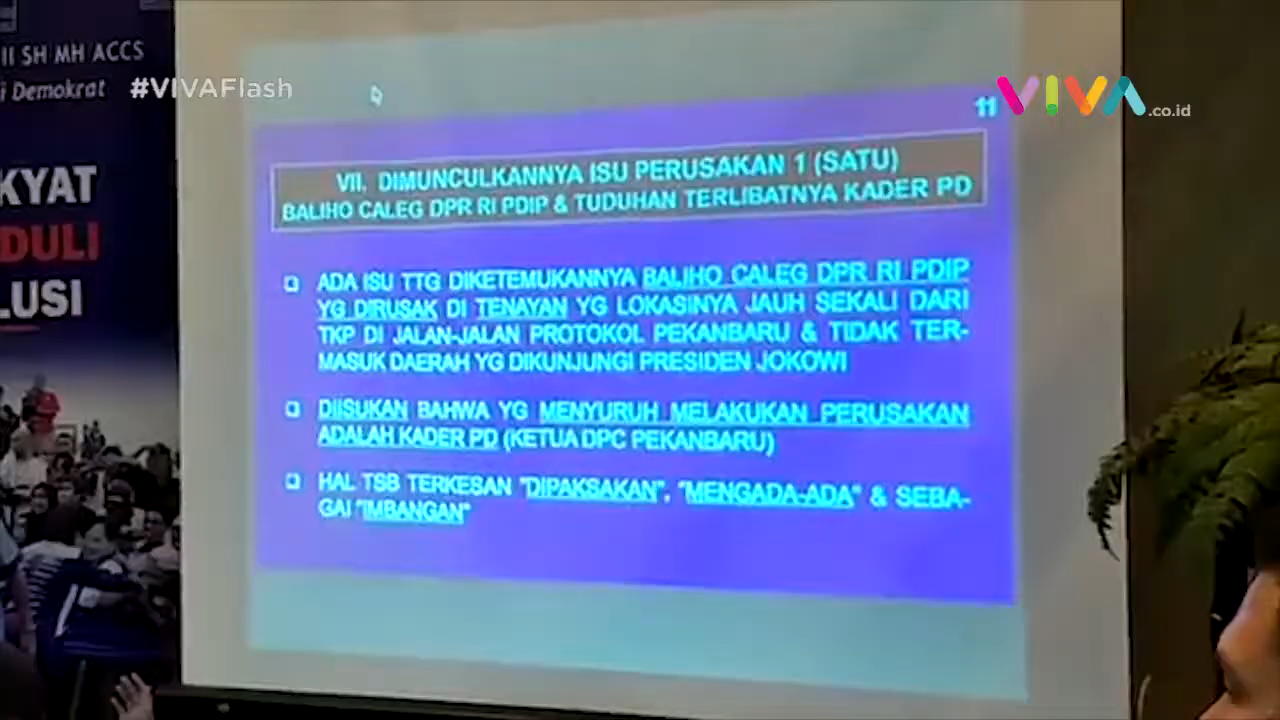 II SH MH ACCS
i Demokrat
#VIVAFlash
VIVA.co.id
KYAT
DULI
LUSI
11
VII. DIMUNCULKANNYA ISU PERUSAKAN 1 (SATU)
BALIHO CALEG DPR RI PDIP & TUDUHAN TERLIBATNYA KADER PD
ADA ISU TTG DIKETEMUKANNYA BALIHO CALEG DPR RI PDIP
YG DIRUSAK DI TENAYAN YG LOKASINYA JAUH SEKALI DARI
TKP DI JALAN-JALAN PROTOKOL PEKANBARU & TIDAK TER-
MASUK DAERAH YG DIKUNJUNGI PRESIDEN JOKOWI
DIISUKAN BAHWA YG MENYURUH MELAKUKAN PERUSAKAN
ADALAH KADER PD (KETUA DPC PEKANBARU)
HAL TSB TERKESAN "DIPAKSAKAN", "MENGADA-ADA" & SEBA-
GAI "IMBANGAN"